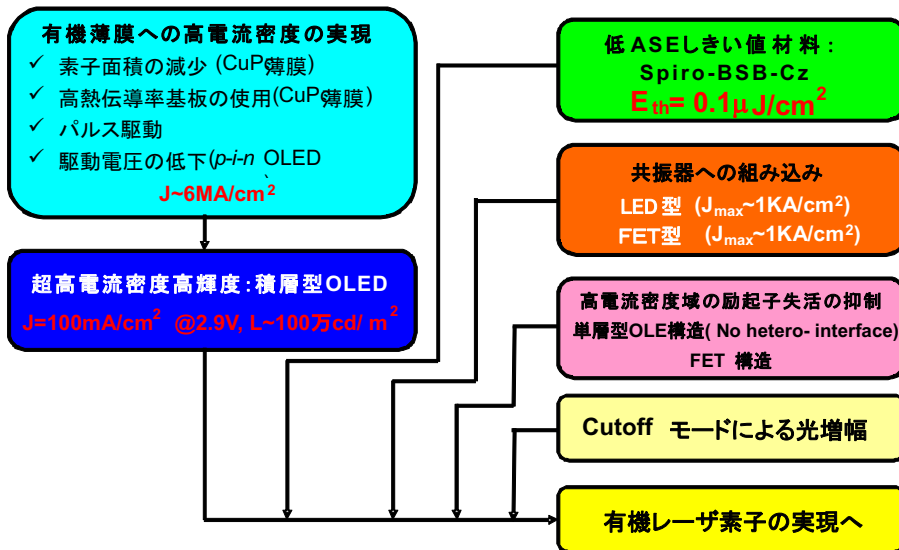 有機薄膜への高電流密度の実現
✓ 素子面積の減少 (CuPc薄膜)
✓ 高熱伝導率基板の使用(CuPc薄膜)
✓ パルス駆動
✓ 駆動電圧の低下(p-i-n OLED
)
J~6MA/cm²
超高電流密度高輝度:積層型OLED
J=100mA/cm² @2.9V, L~100万cd/ m²
低ASEしきい値材料:
Spiro-BSB-Cz
Eth= 0.1μJ/cm²
共振器への組み込み
LED型 (Jmax~1KA/cm²)
FET型 (Jmax~1KA/cm²)
高電流密度域の励起子失活の抑制
単層型OLE構造( No hetero- interface)
FET 構造
Cutoff モードによる光増幅
有機レーザ素子の実現へ